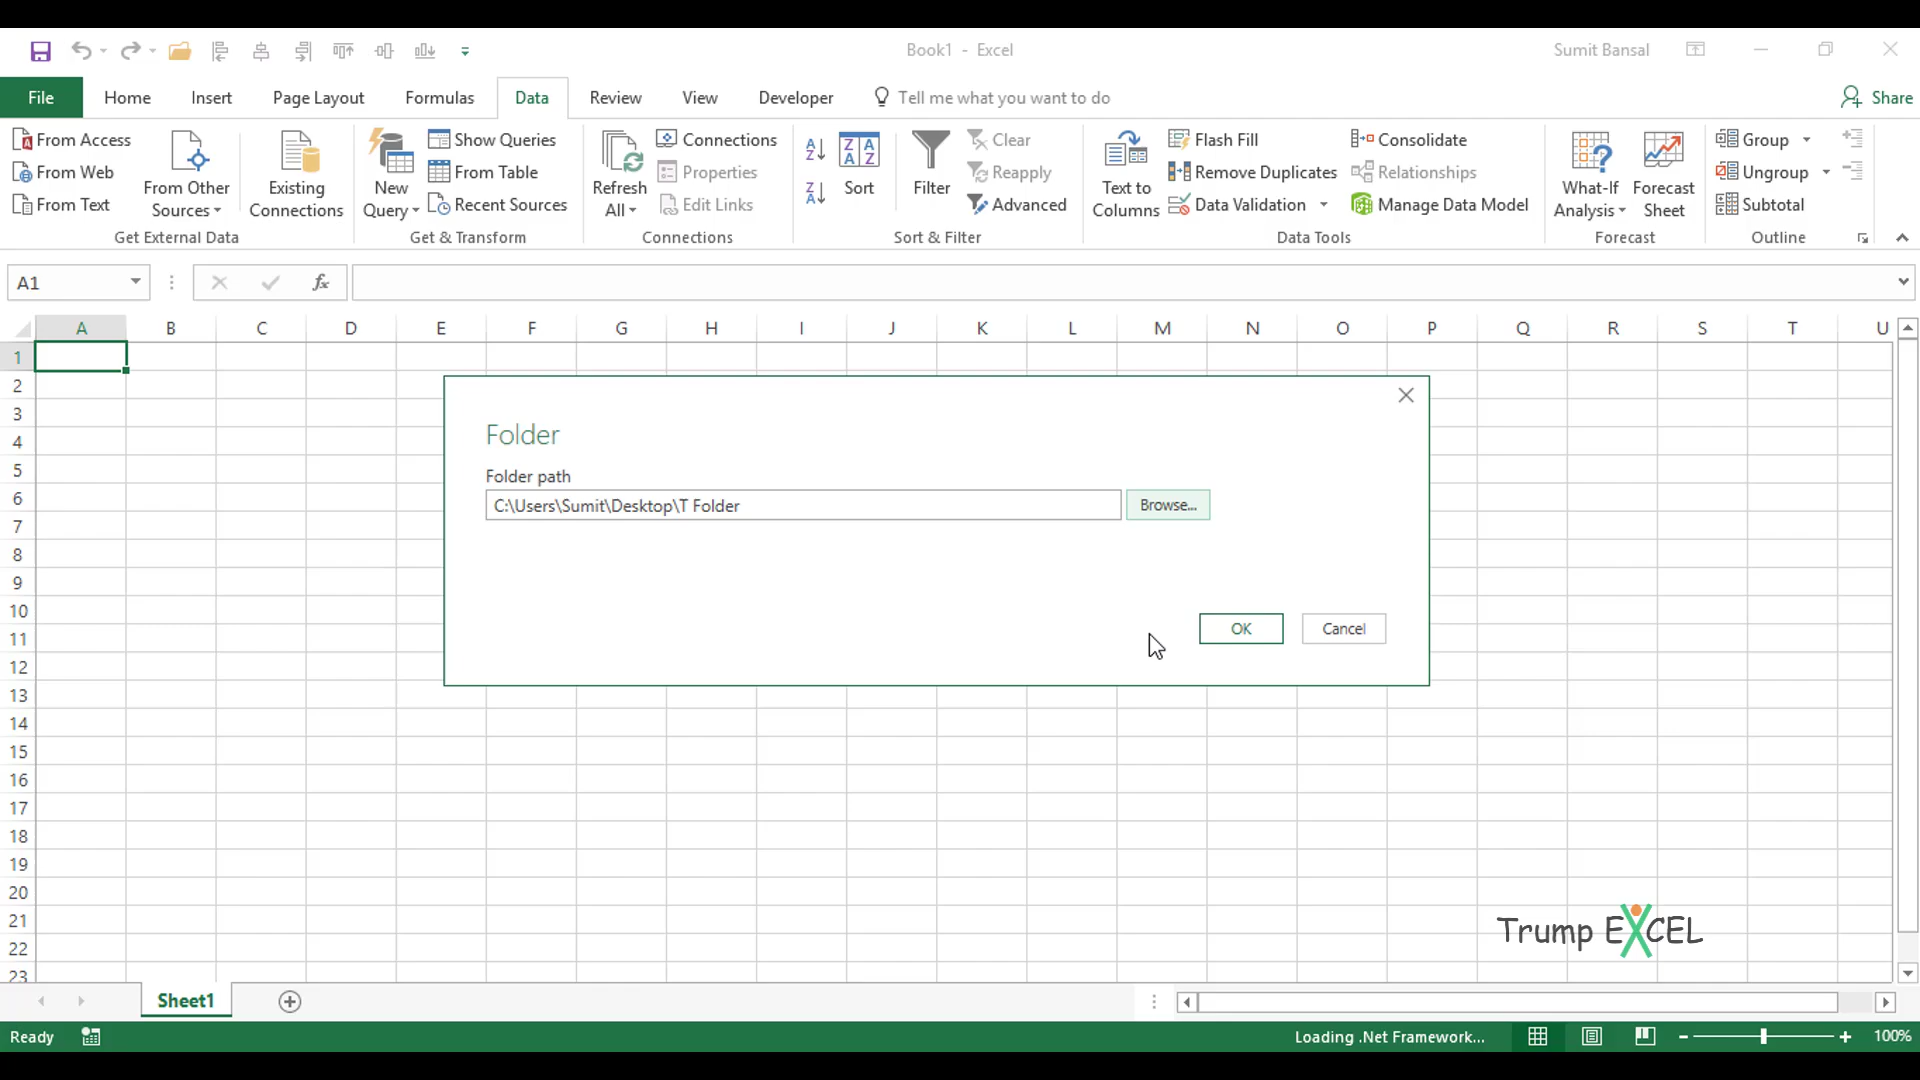 Book1 - Excel
Sumit Bansal
File
Home
Insert
Page Layout
Formulas
Data
Review
View
Developer
Tell me what you want to do
Share
From Access
From Web
From Text
From Other
Sources
Existing
Connections
Get External Data
New
Query
Show Queries
From Table
Recent Sources
Get & Transform
Refresh
All
Connections
Properties
Edit Links
Connections
Sort
Filter
Clear
Reapply
Advanced
Sort & Filter
Text to
Columns
Flash Fill
Remove Duplicates
Data Validation
Consolidate
Relationships
Manage Data Model
Data Tools
What-If
Analysis
Forecast
Sheet
Forecast
Group
Ungroup
Subtotal
Outline
A1
fx
A B C D E F G H I J K L M N O P Q R S T U
1
2
3
4
5
6
7
8
9
10
11
12
13
14
15
16
17
18
19
20
21
22
23
Folder
Folder path
C:\Users\Sumit\Desktop\T Folder
Browse...
OK
Cancel
Trump EXCEL
Sheet1
Ready
Loading .Net Framework...
100%